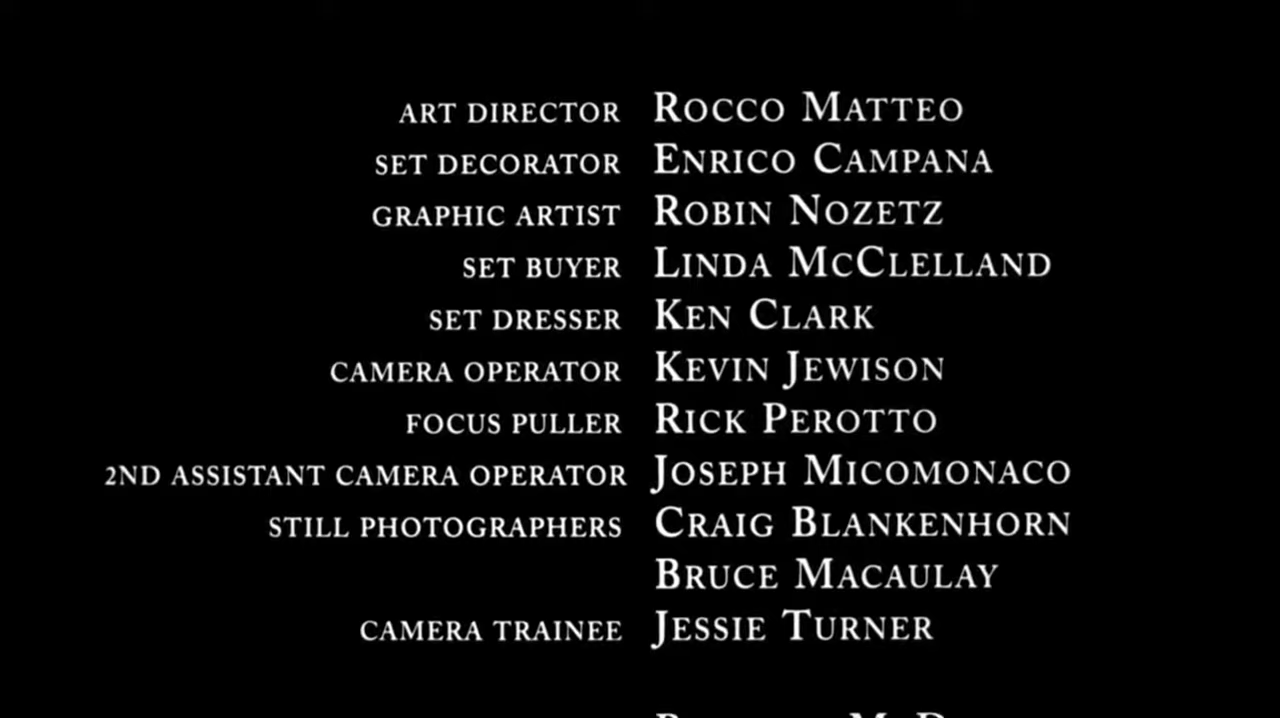 ART DIRECTOR ROCCO MATTEO
SET DECORATOR ENRICO CAMPANA
GRAPHIC ARTIST ROBIN NOZETZ
SET BUYER LINDA MCCLELLAND
SET DRESSER KEN CLARK
CAMERA OPERATOR KEVIN JEWISON
FOCUS PULLER RICK PEROTTO
2ND ASSISTANT CAMERA OPERATOR JOSEPH MICOMONACO
STILL PHOTOGRAPHERS CRAIG BLANKENHORN
BRUCE MACAULAY
CAMERA TRAINEE JESSIE TURNER